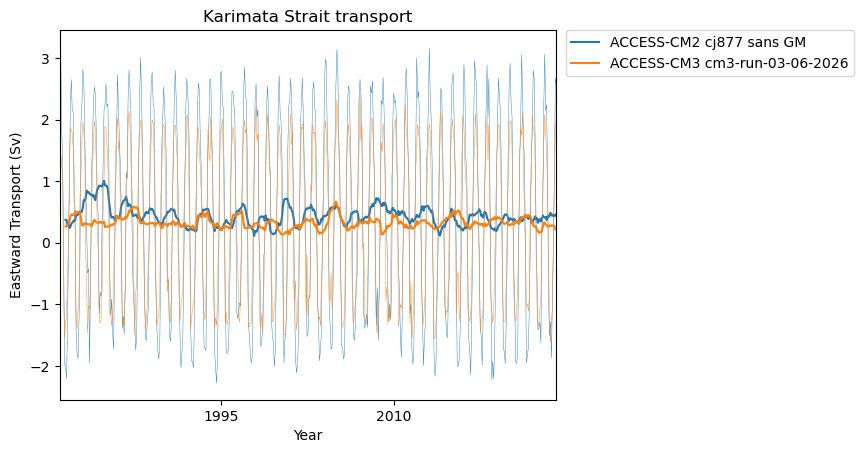 Karimata Strait transport
ACCESS-CM2 cj877 sans GM
ACCESS-CM3 cm3-run-03-06-2026
3
2
1
0
−1
−2
Eastward Transport (Sv)
1995
2010
Year